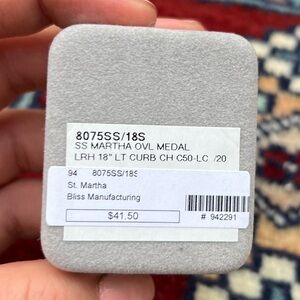 8075SS/18S
SS MARTHA OVL MEDAL
LRH 18" LT CURB CH C50-LC /20
94 8075SS/18S
St. Martha
Bliss Manufacturing
$41.50
# 942291